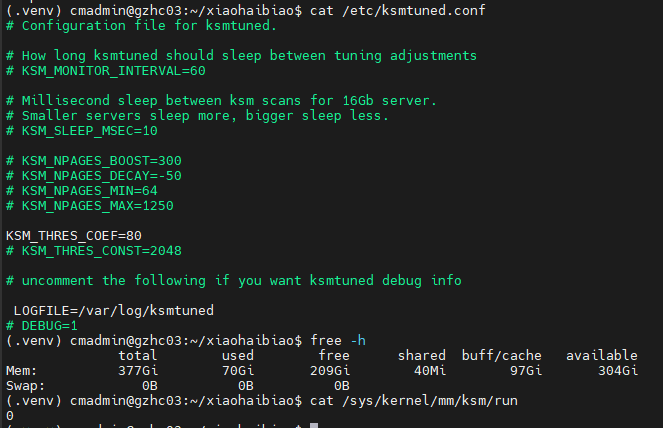 (.venv) cmadmin@gzhc03:~/xiaohaibiao$ cat /etc/ksmtuned.conf
# Configuration file for ksmtuned.
# How long ksmtuned should sleep between tuning adjustments
# KSM_MONITOR_INTERVAL=60
# Millisecond sleep between ksm scans for 16Gb server.
# Smaller servers sleep more, bigger sleep less.
# KSM_SLEEP_MSEC=10
# KSM_NPAGES_BOOST=300
# KSM_NPAGES_DECAY=-50
# KSM_NPAGES_MIN=64
# KSM_NPAGES_MAX=1250
KSM_THRES_COEF=80
# KSM_THRES_CONST=2048
# uncomment the following if you want ksmtuned debug info
LOGFILE=/var/log/ksmtuned
# DEBUG=1
(.venv) cmadmin@gzhc03:~/xiaohaibiao$ free -h
total used free shared buff/cache available
Mem: 377Gi 70Gi 209Gi 40Mi 97Gi 304Gi
Swap: 0B 0B 0B
(.venv) cmadmin@gzhc03:~/xiaohaibiao$ cat /sys/kernel/mm/ksm/run
0
(.venv) cmadmin@gzhc03:~/xiaohaibiao$